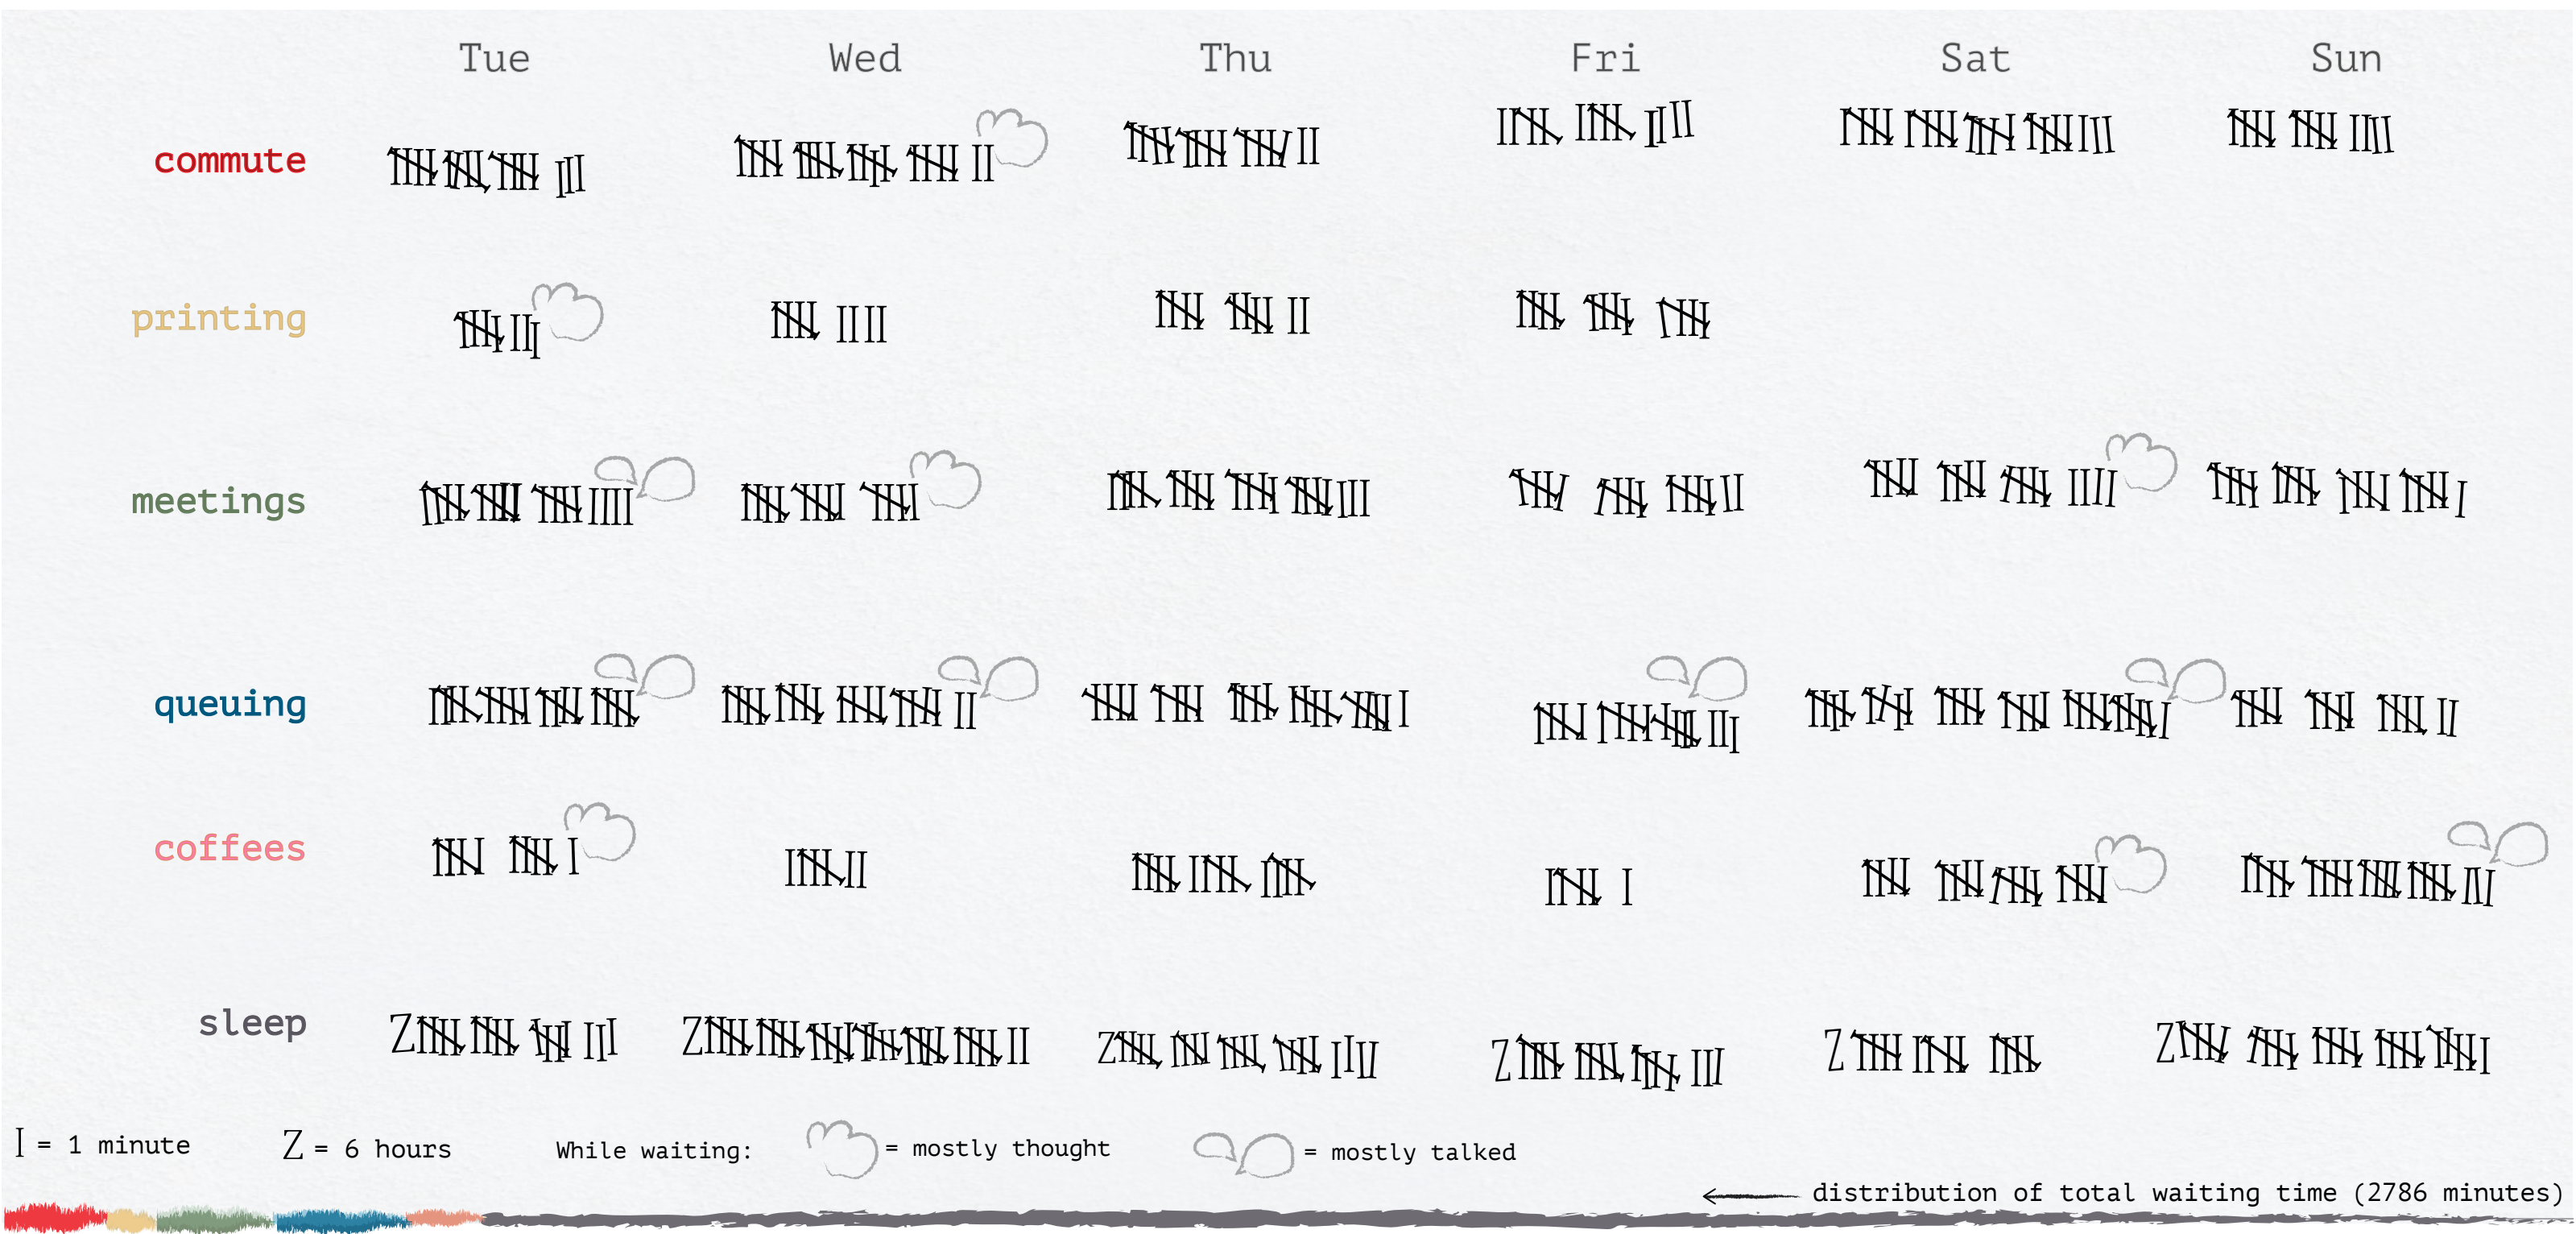 Tue Wed Thu Fri Sat Sun
commute
printing
meetings
queuing
coffees
sleep
I = 1 minute Z = 6 hours While waiting: = mostly thought = mostly talked
distribution of total waiting time (2786 minutes)